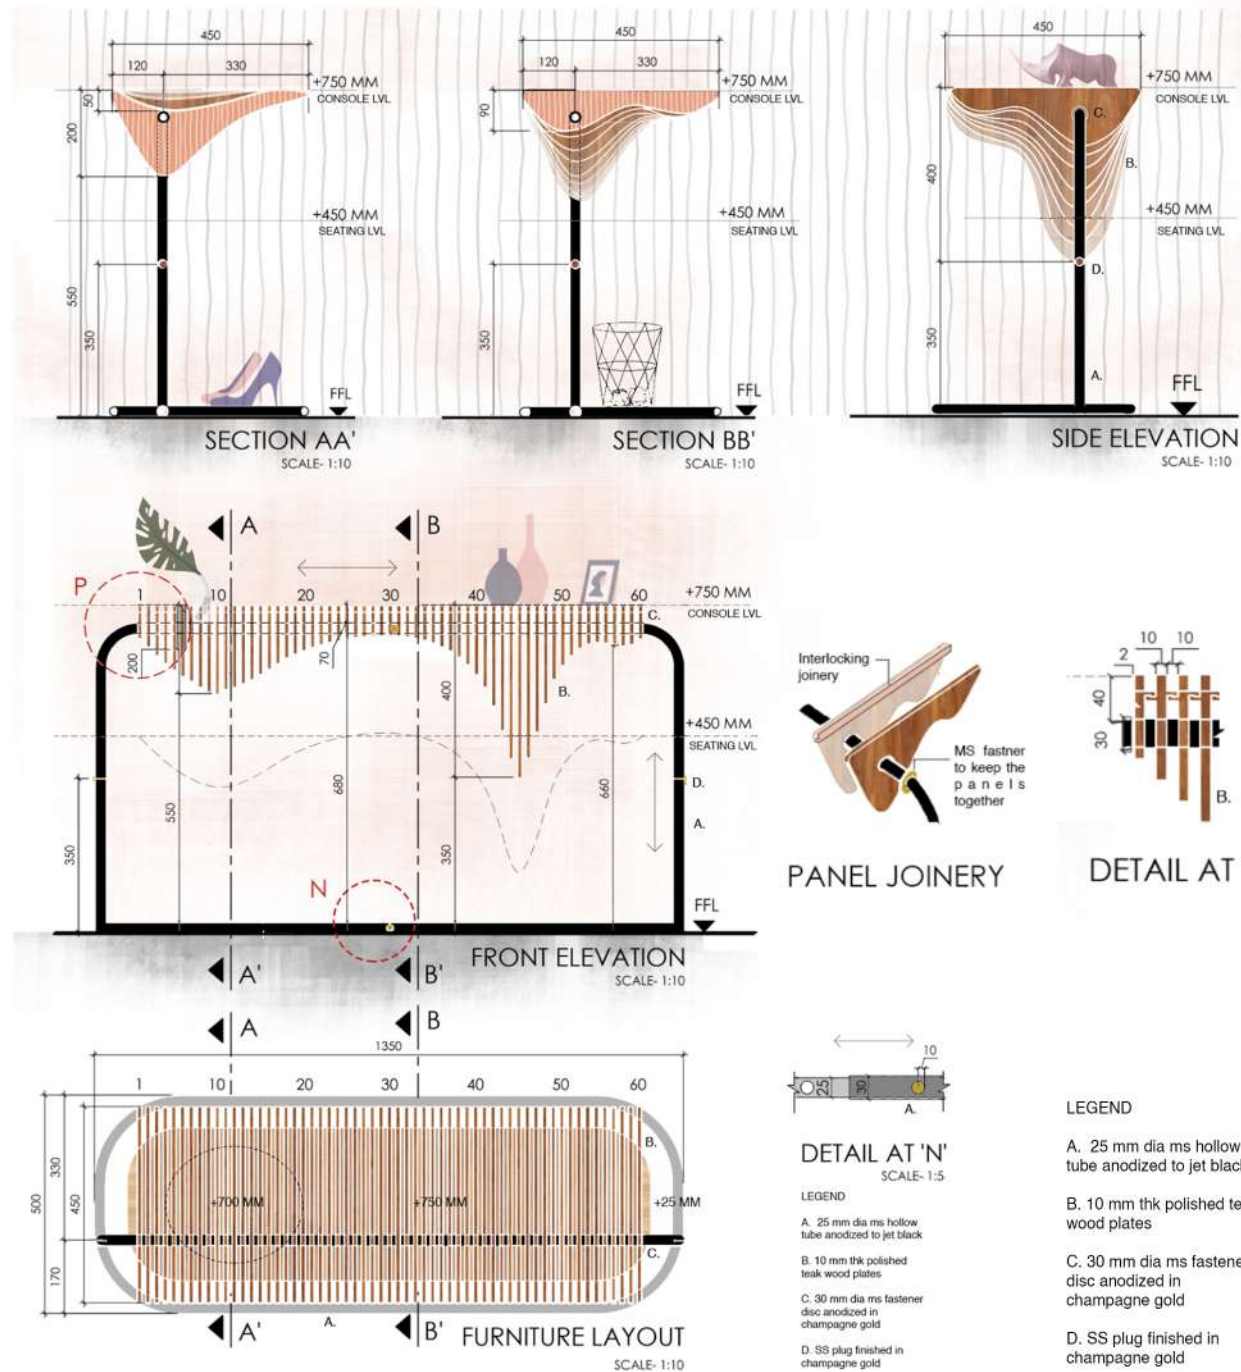 450
120
330
+750 MM
CONSOLE LVL
50
200
+450 MM
SEATING LVL
550
350
FFL
SECTION AA'
SCALE- 1:10
450
120
330
+750 MM
CONSOLE LVL
90
+450 MM
SEATING LVL
350
FFL
SECTION BB'
SCALE- 1:10
450
+750 MM
CONSOLE LVL
C.
B.
400
+450 MM
SEATING LVL
D.
350
A.
FFL
SIDE ELEVATION
SCALE- 1:10
A
B
P
1 10 20 30 40 50 60
+750 MM
CONSOLE LVL
C.
200
70
400
B.
+450 MM
SEATING LVL
D.
550
680
660
A.
350
350
N
FFL
FRONT ELEVATION
SCALE- 1:10
A'
B'
Interlocking
joinery
MS fastner
to keep the
panels
together
PANEL JOINERY
10 10
2
40
30
B.
DETAIL AT
A
B
1350
1 10 20 30 40 50 60
B.
330
500
450
+700 MM
+750 MM
+25 MM
C.
170
A.
A'
B'
FURNITURE LAYOUT
SCALE- 1:10
10
25
30
A.
DETAIL AT 'N'
SCALE- 1:5
LEGEND
A. 25 mm dia ms hollow
tube anodized to jet black
B. 10 mm thk polished
teak wood plates
C. 30 mm dia ms fastener
disc anodized in
champagne gold
D. SS plug finished in
champagne gold
LEGEND
A. 25 mm dia ms hollow
tube anodized to jet black
B. 10 mm thk polished te
wood plates
C. 30 mm dia ms fastene
disc anodized in
champagne gold
D. SS plug finished in
champagne gold